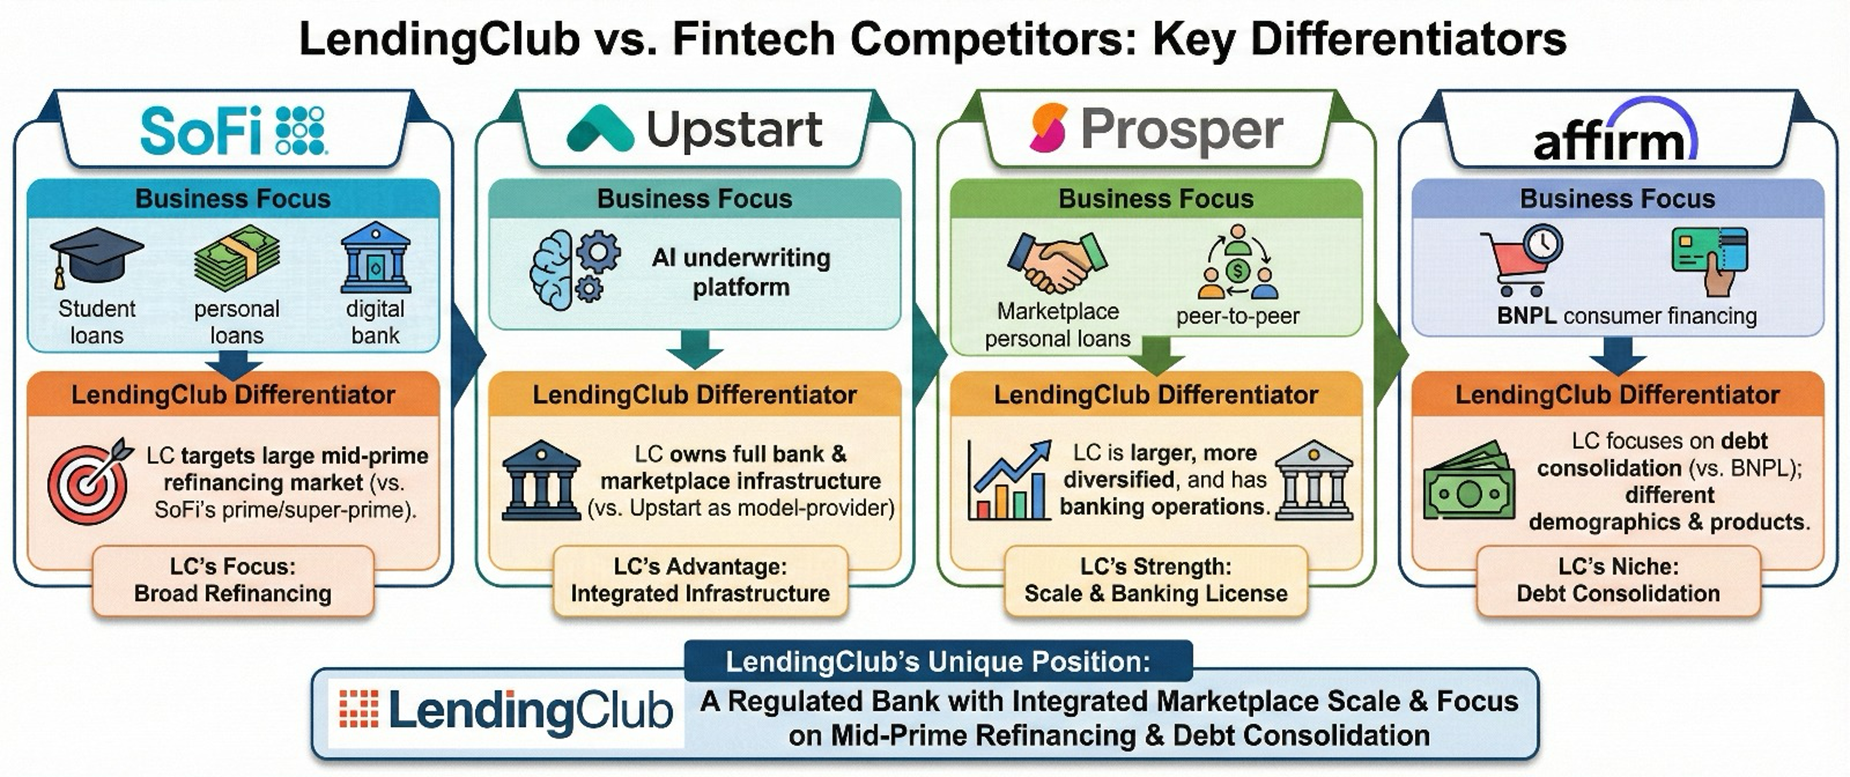 LendingClub vs. Fintech Competitors: Key Differentiators
SoFi
Business Focus
Student
loans
personal
loans
digital
bank
LendingClub Differentiator
LC targets large mid-prime
refinancing market (vs.
SoFi's prime/super-prime).
LC's Focus:
Broad Refinancing
Upstart
Business Focus
AI underwriting
platform
LendingClub Differentiator
LC owns full bank &
marketplace infrastructure
(vs. Upstart as model-provider)
LC's Advantage:
Integrated Infrastructure
Prosper
Business Focus
$
Marketplace
personal loans
peer-to-peer
LendingClub Differentiator
LC is larger, more
diversified, and has
banking operations.
LC's Strength:
Scale & Banking License
affirm
Business Focus
BNPL consumer financing
LendingClub Differentiator
$
LC focuses on debt
consolidation (vs. BNPL);
different
demographics & products.
LC's Niche:
Debt Consolidation
LendingClub's Unique Position:
LendingClub
A Regulated Bank with Integrated Marketplace Scale & Focus
on Mid-Prime Refinancing & Debt Consolidation